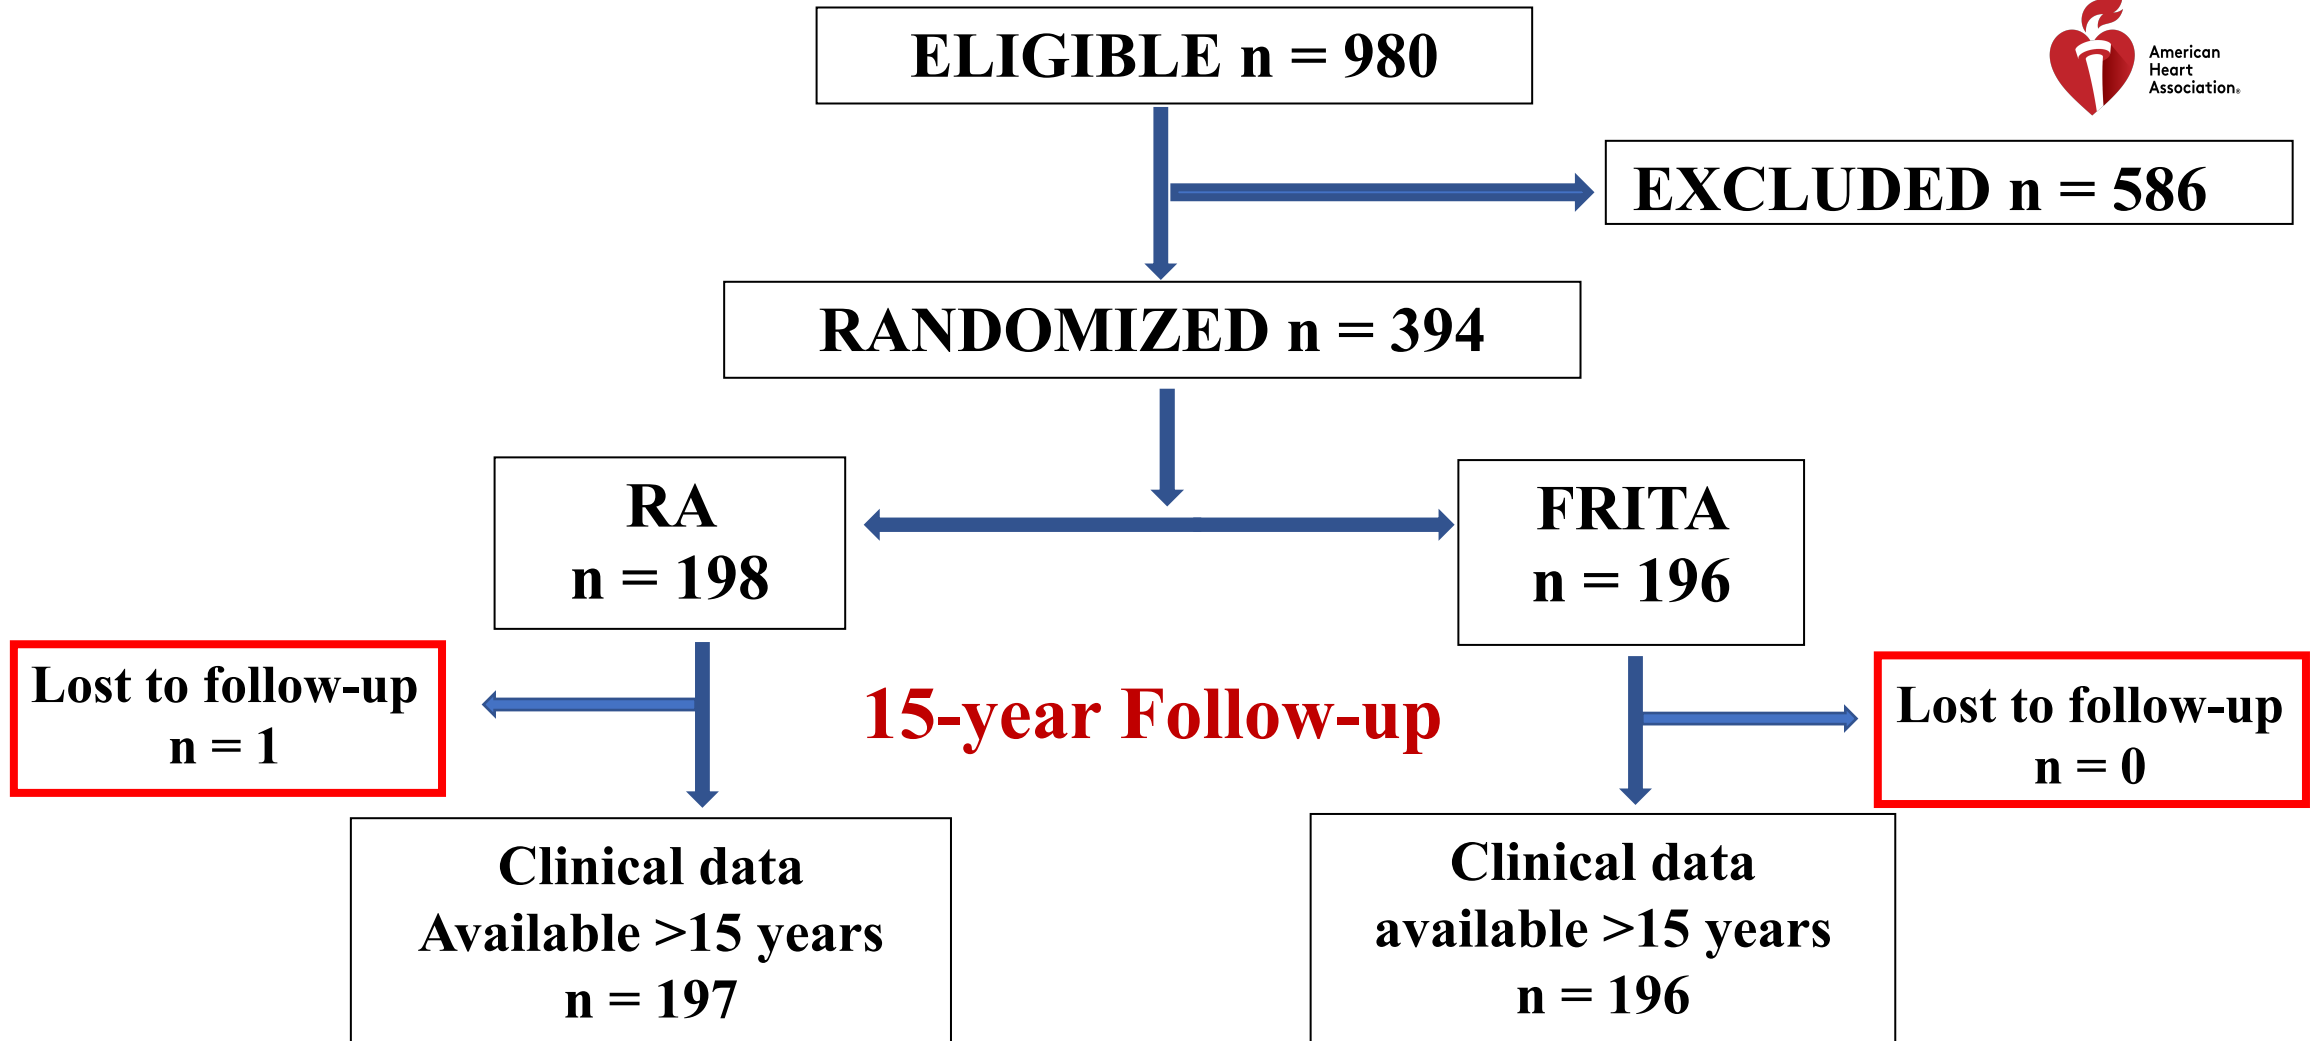 ELIGIBLE n = 980
American
Heart
Association®
EXCLUDED n = 586
RANDOMIZED n = 394
RA
n = 198
FRITA
n = 196
Lost to follow-up
n = 1
15-year Follow-up
Lost to follow-up
n = 0
Clinical data
Available >15 years
n = 197
Clinical data
available >15 years
n = 196